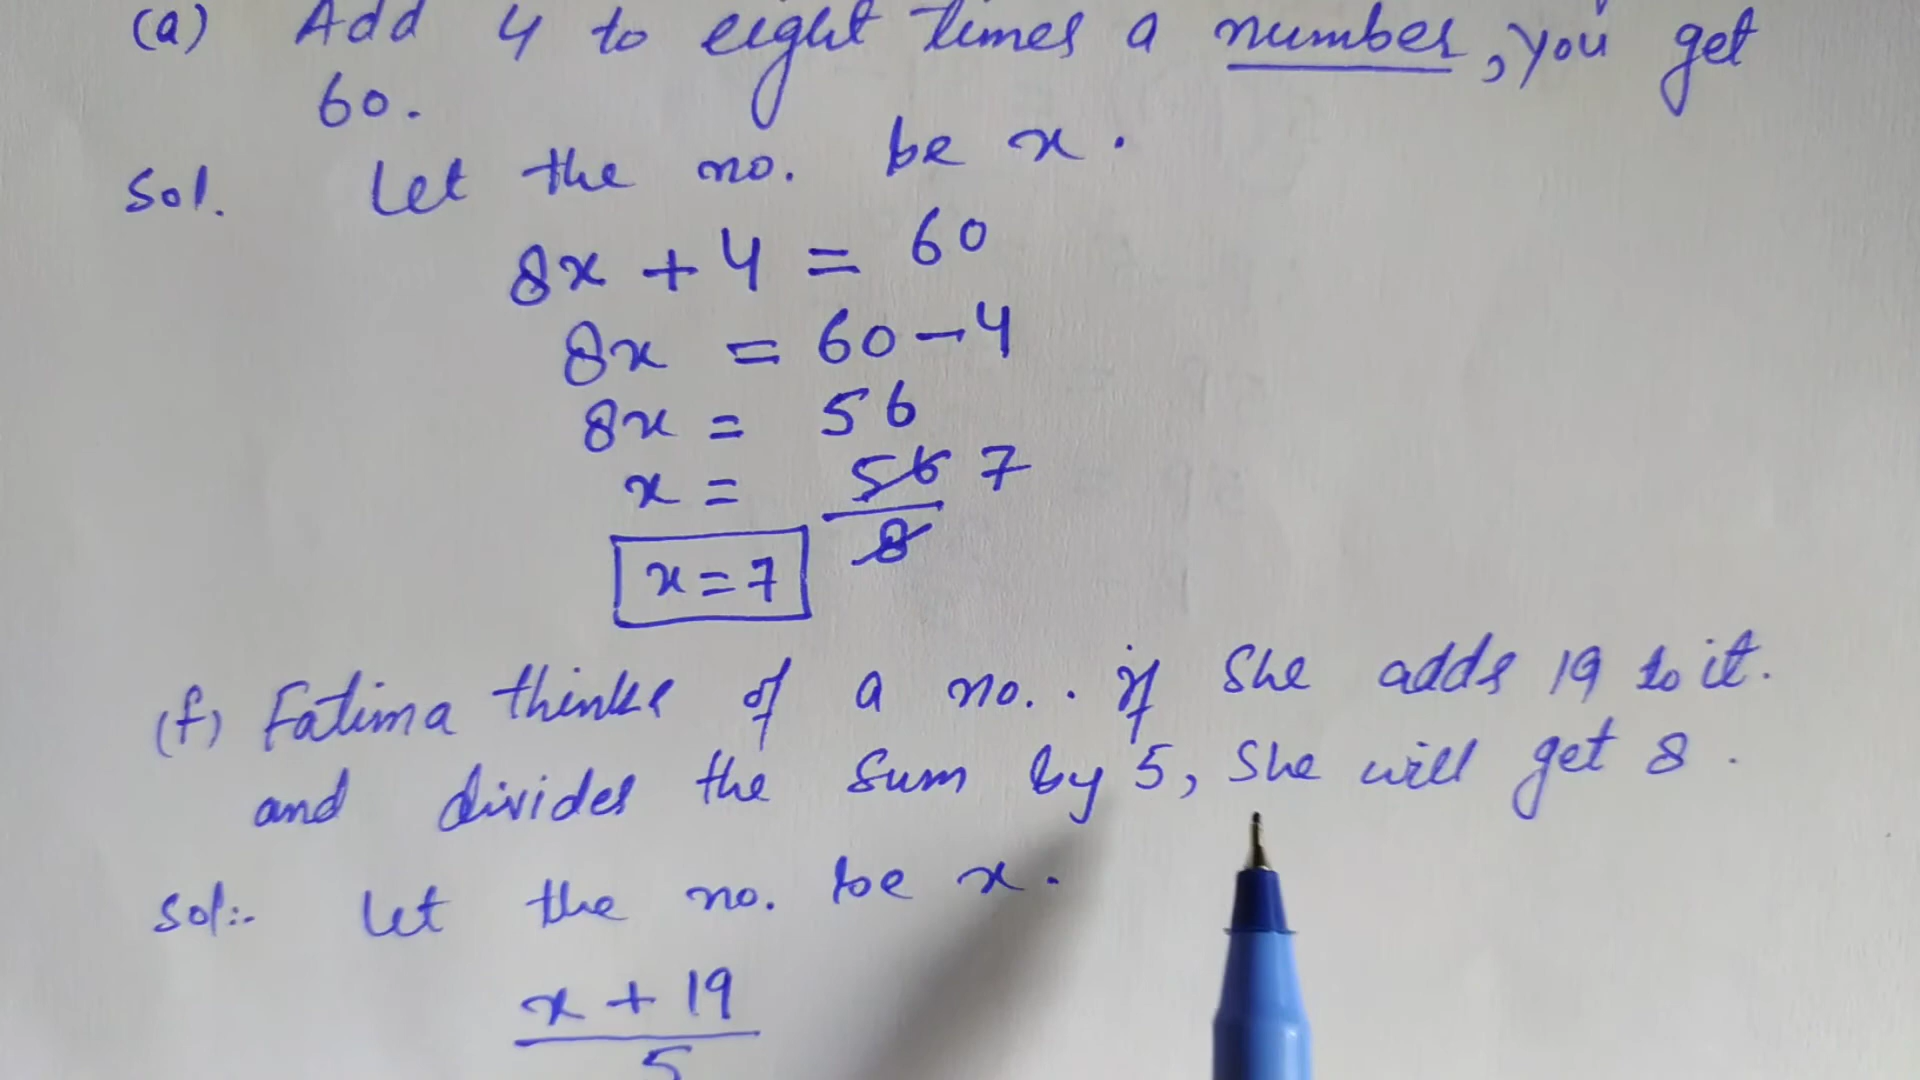 (a) Add 4 to eight times a number, you get
60.
Sol. Let the no. be x.
8x + 4 = 60
8x = 60 - 4
8x = 56
x = 56/8 7
x = 7
(f) Fatima thinks of a no. . if She adds 19 to it.
and divides the sum by 5, She will get 8.
Sol:- Let the no. be x.
x + 19
5